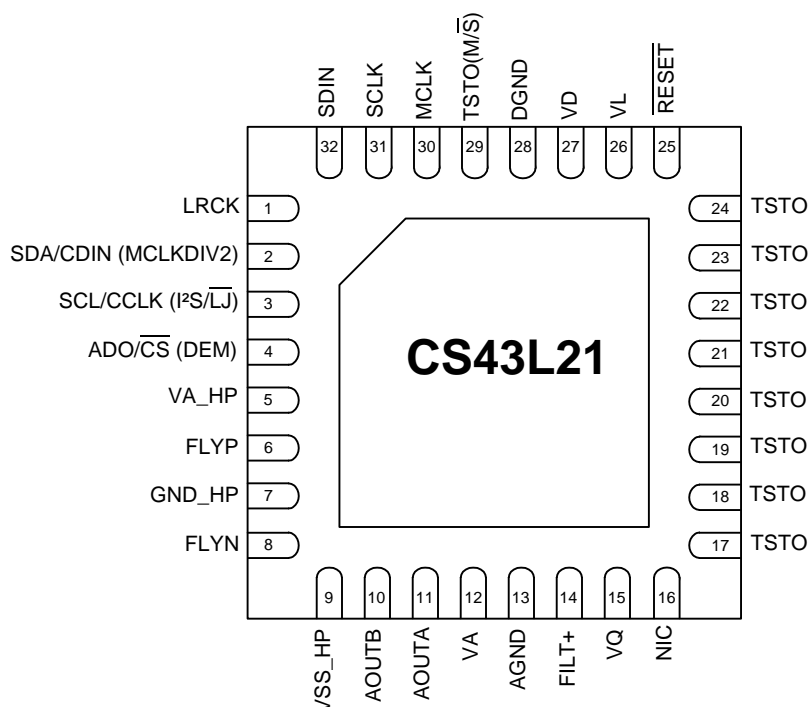 SDIN
SCLK
MCLK
TSTO(M/S̅)
DGND
VD
VL
R̅E̅S̅E̅T̅
32
31
30
29
28
27
26
25
LRCK 1
SDA/CDIN (MCLKDIV2) 2
SCL/CCLK (I²S/L̅J̅) 3
ADO/C̅S̅ (DEM) 4
VA_HP 5
FLYP 6
GND_HP 7
FLYN 8
24 TSTO
23 TSTO
22 TSTO
21 TSTO
20 TSTO
19 TSTO
18 TSTO
17 TSTO
CS43L21
9
10
11
12
13
14
15
16
VSS_HP
AOUTB
AOUTA
VA
AGND
FILT+
VQ
NIC